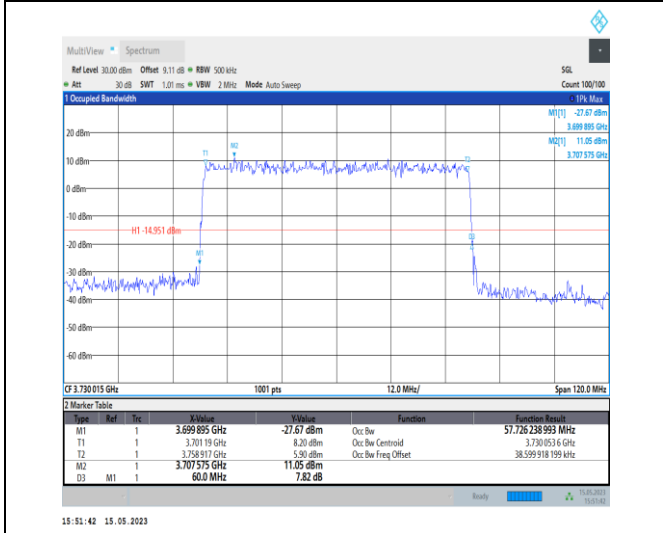 MultiView Spectrum
Ref Level 30.00 dBm Offset 9.11 dB RBW 500 kHz SGL
Att 30 dB SWT 1.01 ms VBW 2 MHz Mode Auto Sweep Count 100/100
1 Occupied Bandwidth 1Pk Max
M1[1] -27.67 dBm
3.699 895 GHz
M2[1] 11.05 dBm
3.707 575 GHz
20 dBm
T1 M2 T2
10 dBm
0 dBm
-10 dBm
H1 -14.951 dBm
D3
-20 dBm
M1
-30 dBm
-40 dBm
-50 dBm
-60 dBm
CF 3.730 015 GHz 1001 pts 12.0 MHz/ Span 120.0 MHz
2 Marker Table
Type Ref Trc X-Value Y-Value Function Function Result
M1 1 3.699 895 GHz -27.67 dBm Occ Bw 57.726 238 993 MHz
T1 1 3.701 19 GHz 8.20 dBm Occ Bw Centroid 3.730 053 6 GHz
T2 1 3.758 917 GHz 5.90 dBm Occ Bw Freq Offset 38.599 918 199 kHz
M2 1 3.707 575 GHz 11.05 dBm
D3 M1 1 60.0 MHz 7.82 dB
Ready 15.05.2023
15:51:42
15:51:42 15.05.2023